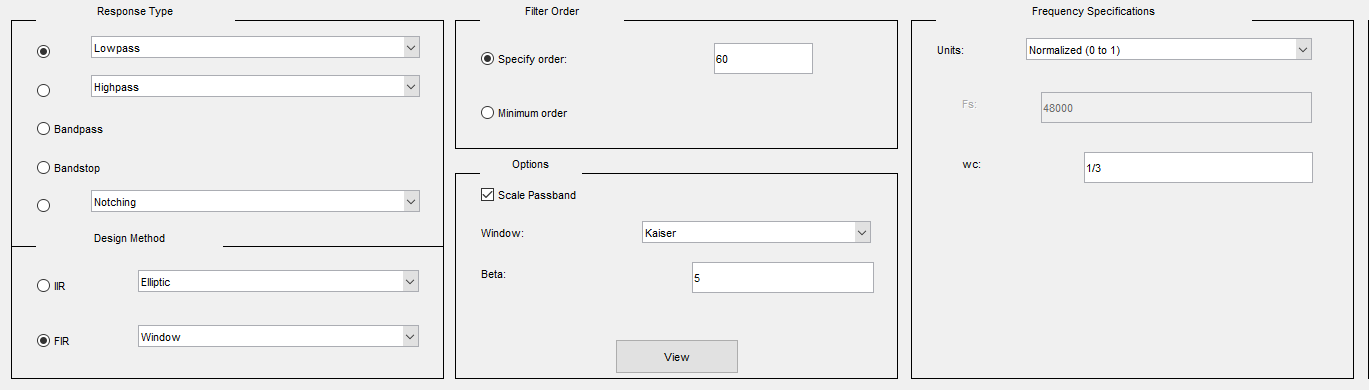 Response Type
Lowpass
Highpass
Bandpass
Bandstop
Notching
Design Method
IIR
Elliptic
FIR
Window
Filter Order
Specify order:
60
Minimum order
Options
Scale Passband
Window:
Kaiser
Beta:
5
View
Frequency Specifications
Units:
Normalized (0 to 1)
Fs:
48000
wc:
1/3